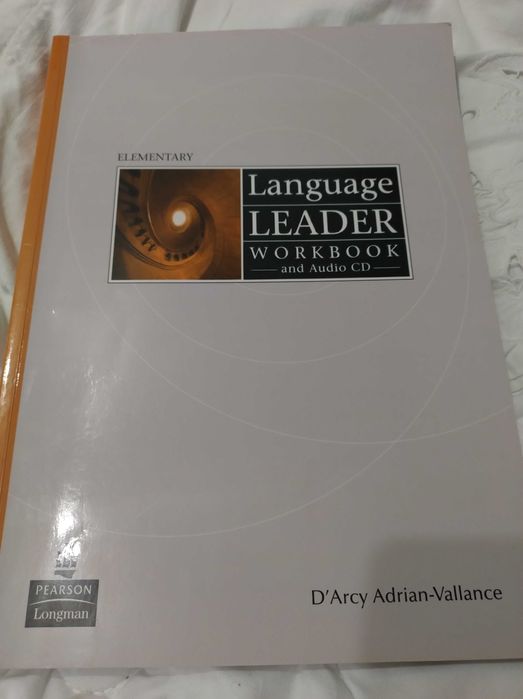 ELEMENTARY
Language
LEADER
WORKBOOK
and Audio CD
D'Arcy Adrian-Vallance
PEARSON
Longman